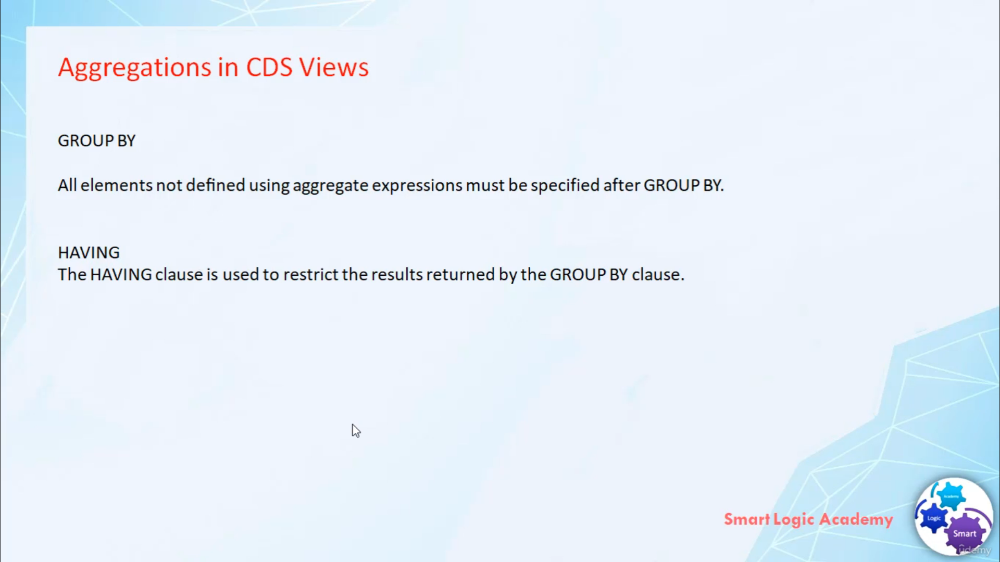 Aggregations in CDS Views
GROUP BY
All elements not defined using aggregate expressions must be specified after GROUP BY.
HAVING
The HAVING clause is used to restrict the results returned by the GROUP BY clause.
Smart Logic Academy
Academy
Logic
Smart
ûdemy